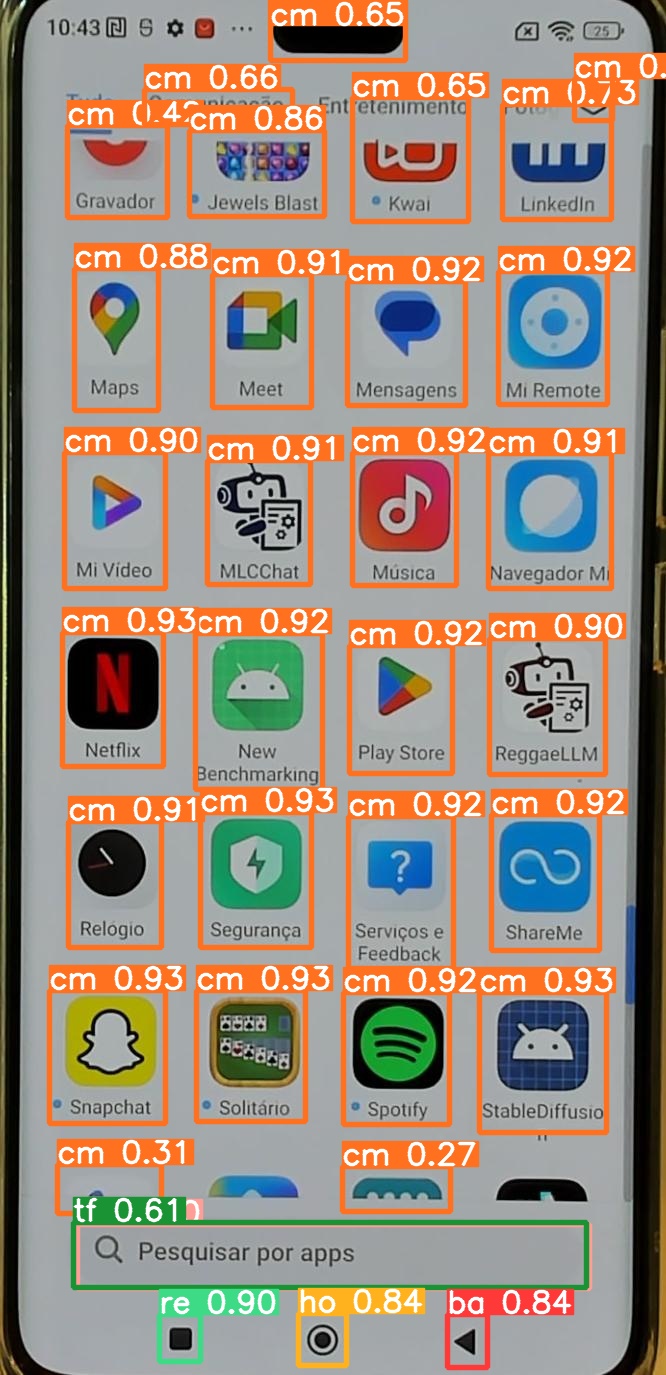 10:43 25
cm 0.65
cm 0.66 cm 0.65 cm 0.73 cm 0.
Entretenimento
cm 0.42 cm 0.86
Gravador Jewels Blast Kwai LinkedIn
cm 0.88 cm 0.91 cm 0.92 cm 0.92
Maps Meet Mensagens Mi Remote
cm 0.90 cm 0.91 cm 0.92 cm 0.91
Mi Vídeo MLCChat Música Navegador Mi
cm 0.93 cm 0.92 cm 0.92 cm 0.90
N
Netflix New Play Store ReggaeLLM
Benchmarking
cm 0.91 cm 0.93 cm 0.92 cm 0.92
?
Relógio Segurança Serviços e ShareMe
Feedback
cm 0.93 cm 0.93 cm 0.92 cm 0.93
Snapchat Solitário Spotify StableDiffusio
n
cm 0.31 cm 0.27
tf 0.61
Pesquisar por apps
re 0.90 ho 0.84 ba 0.84